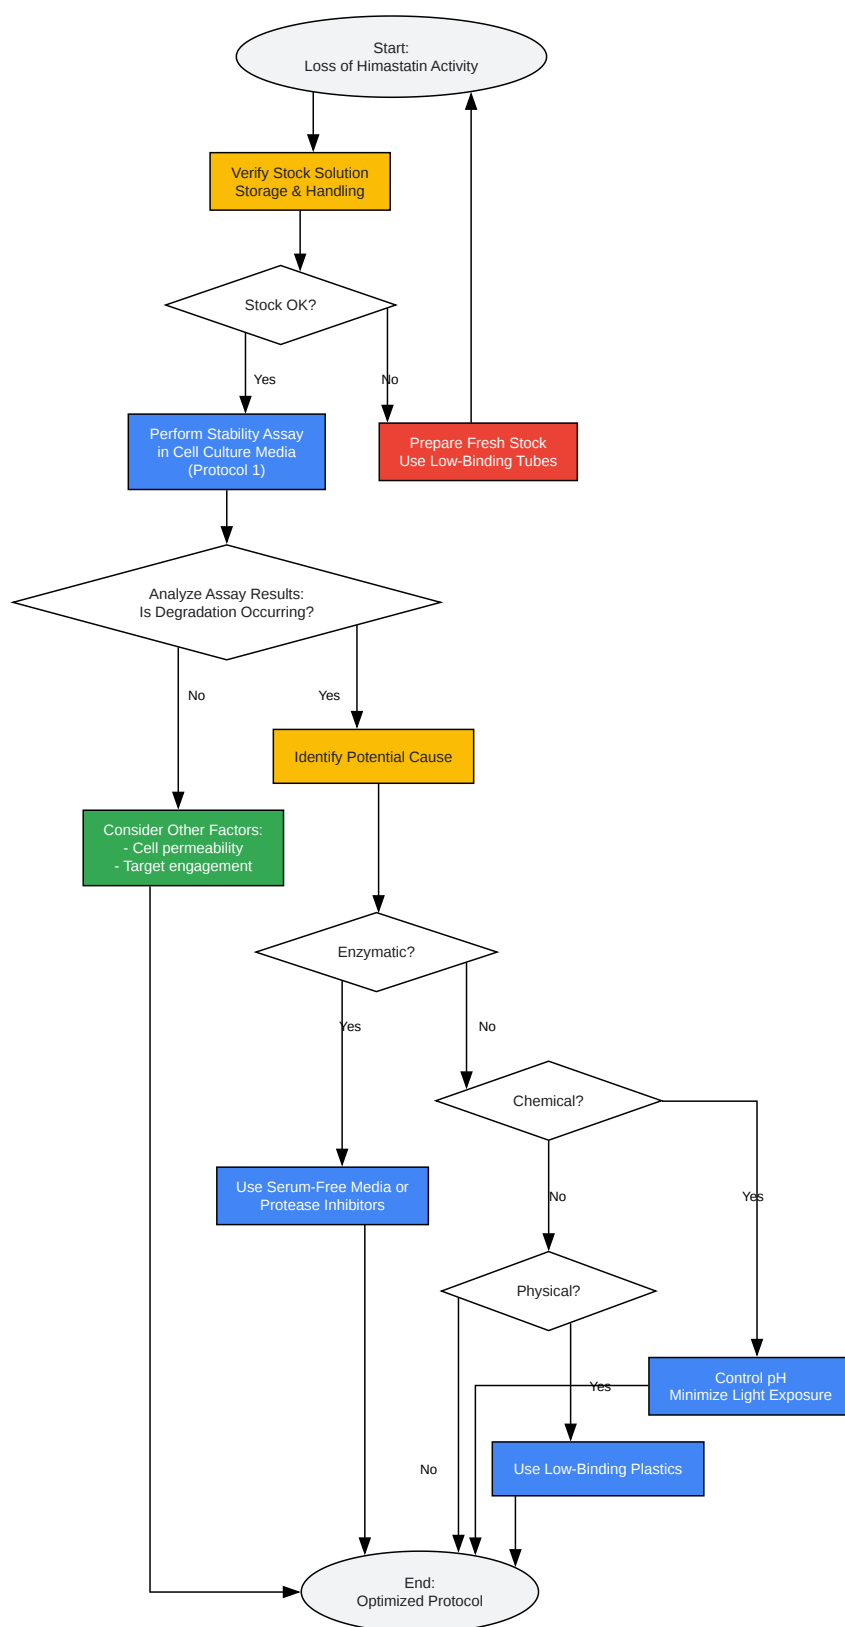 Start:
Loss of Himastatin Activity
Verify Stock Solution
Storage & Handling
Stock OK?
Yes
No
Perform Stability Assay
in Cell Culture Media
(Protocol 1)
Prepare Fresh Stock
Use Low-Binding Tubes
Analyze Assay Results:
Is Degradation Occurring?
No
Yes
Identify Potential Cause
Consider Other Factors:
- Cell permeability
- Target engagement
Enzymatic?
Yes
No
Chemical?
Use Serum-Free Media or
Protease Inhibitors
No
Yes
Physical?
Control pH
Minimize Light Exposure
Yes
No
Use Low-Binding Plastics
End:
Optimized Protocol